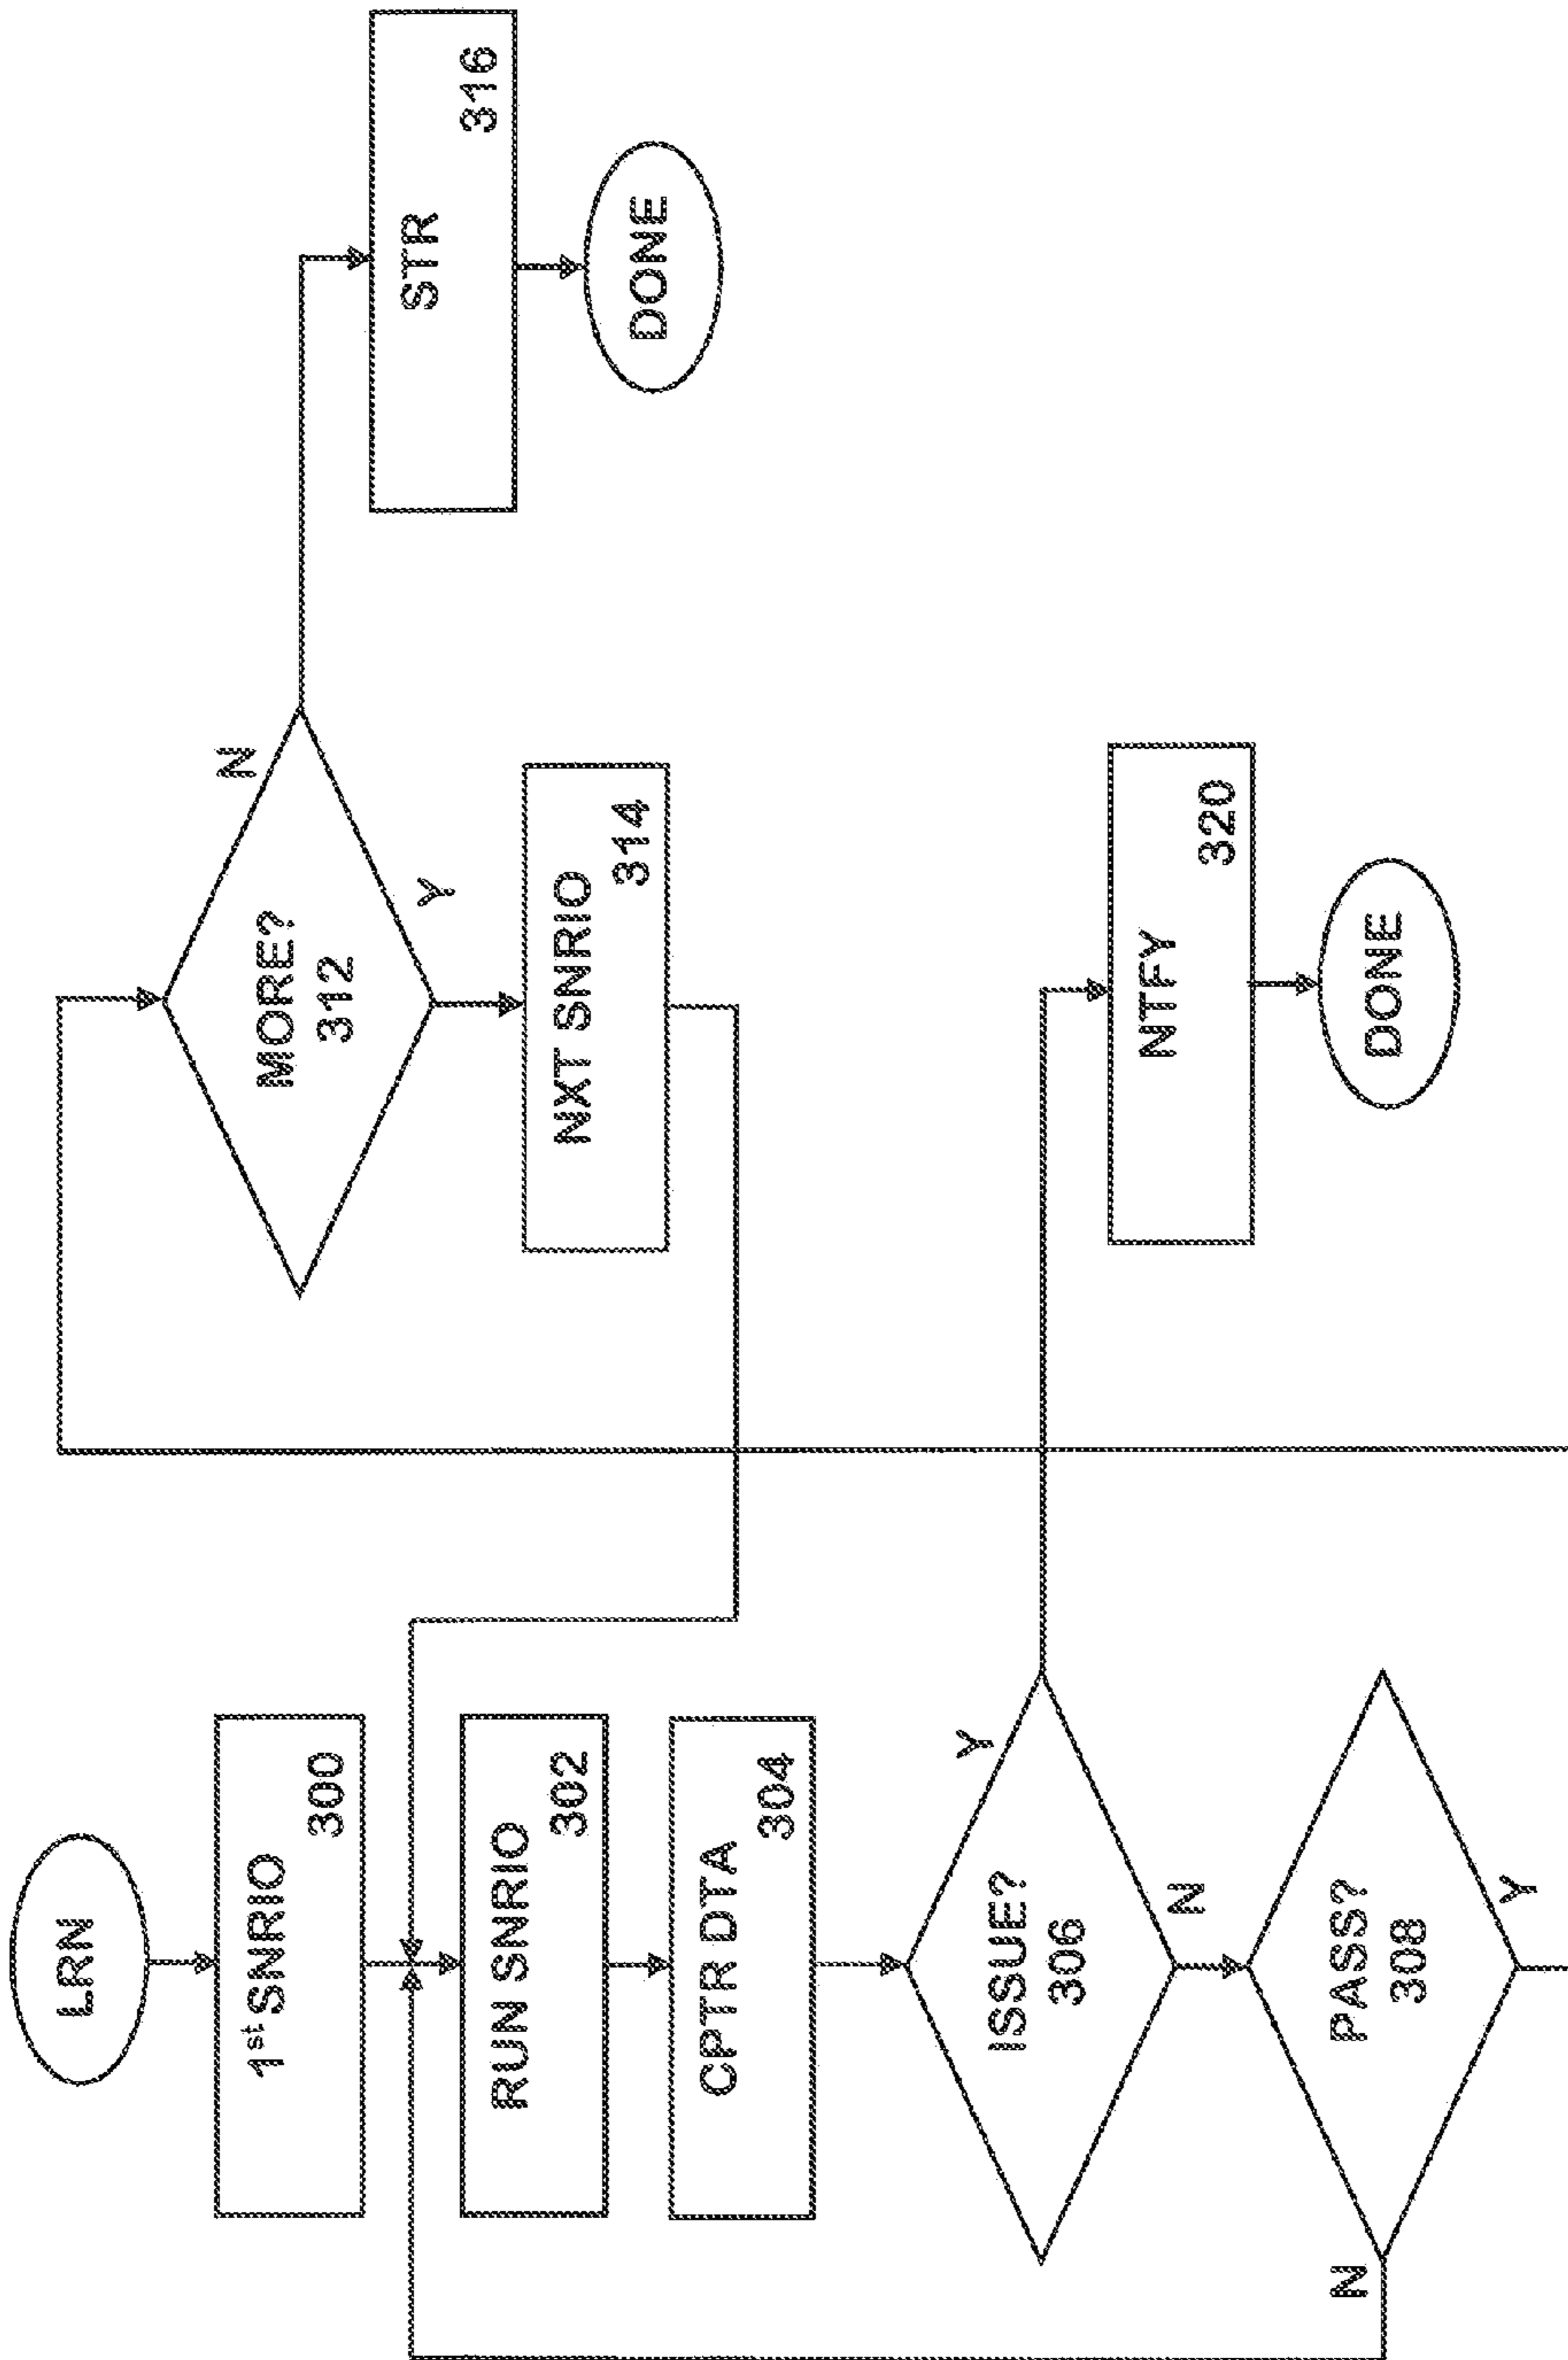 LRN
1st SNRIO
300
RUN SNRIO
302
CPTR DTA
304
Y
ISSUE?
306
N
PASS?
308
N
Y
MORE?
312
N
Y
NXT SNRIO
314
STR
316
DONE
NTFY
320
DONE